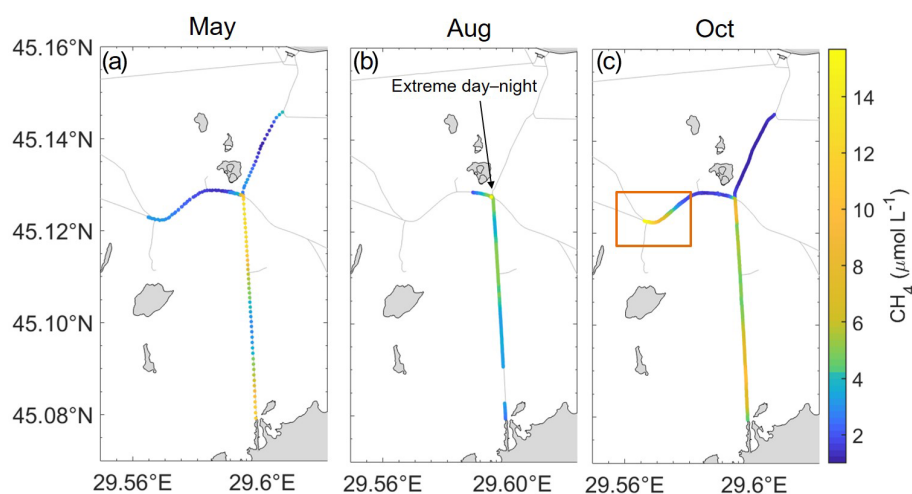 May Aug Oct
45.16°N (a) (b) (c)
Extreme day–night
14
45.14°N
12
10
45.12°N
8
45.10°N
6
4
45.08°N
2
CH4 (μmol L-1)
29.56°E 29.6°E 29.56°E 29.60°E 29.56°E 29.6°E